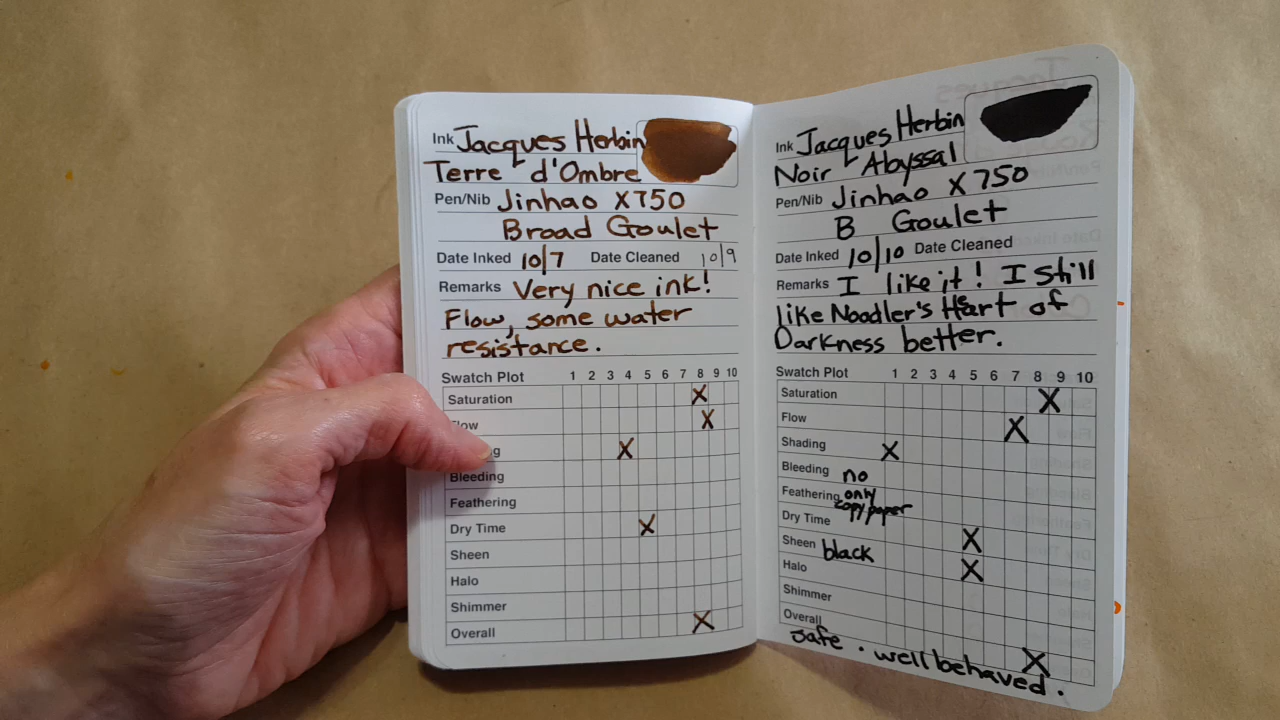 Ink Jacques Herbin
Terre d'Ombre
Pen/Nib Jinhao X750
Broad Goulet
Date Inked 10/7 Date Cleaned 10/9
Remarks Very nice ink!
Flow, some water
resistance.
Swatch Plot 1 2 3 4 5 6 7 8 9 10
Saturation X
Flow X
X
Bleeding
Feathering
Dry Time X
Sheen
Halo
Shimmer
Overall X
Ink Jacques Herbin
Noir Abyssal
Pen/Nib Jinhao X750
B Goulet
Date Inked 10/10 Date Cleaned
Remarks I like it! I still
like Noodler's Heart of
Darkness better.
Swatch Plot 1 2 3 4 5 6 7 8 9 10
Saturation X
Flow X
Shading X
Bleeding no
Feathering only
copy paper
Dry Time X
Sheen black X
Halo
Shimmer
Overall X
safe. well behaved.